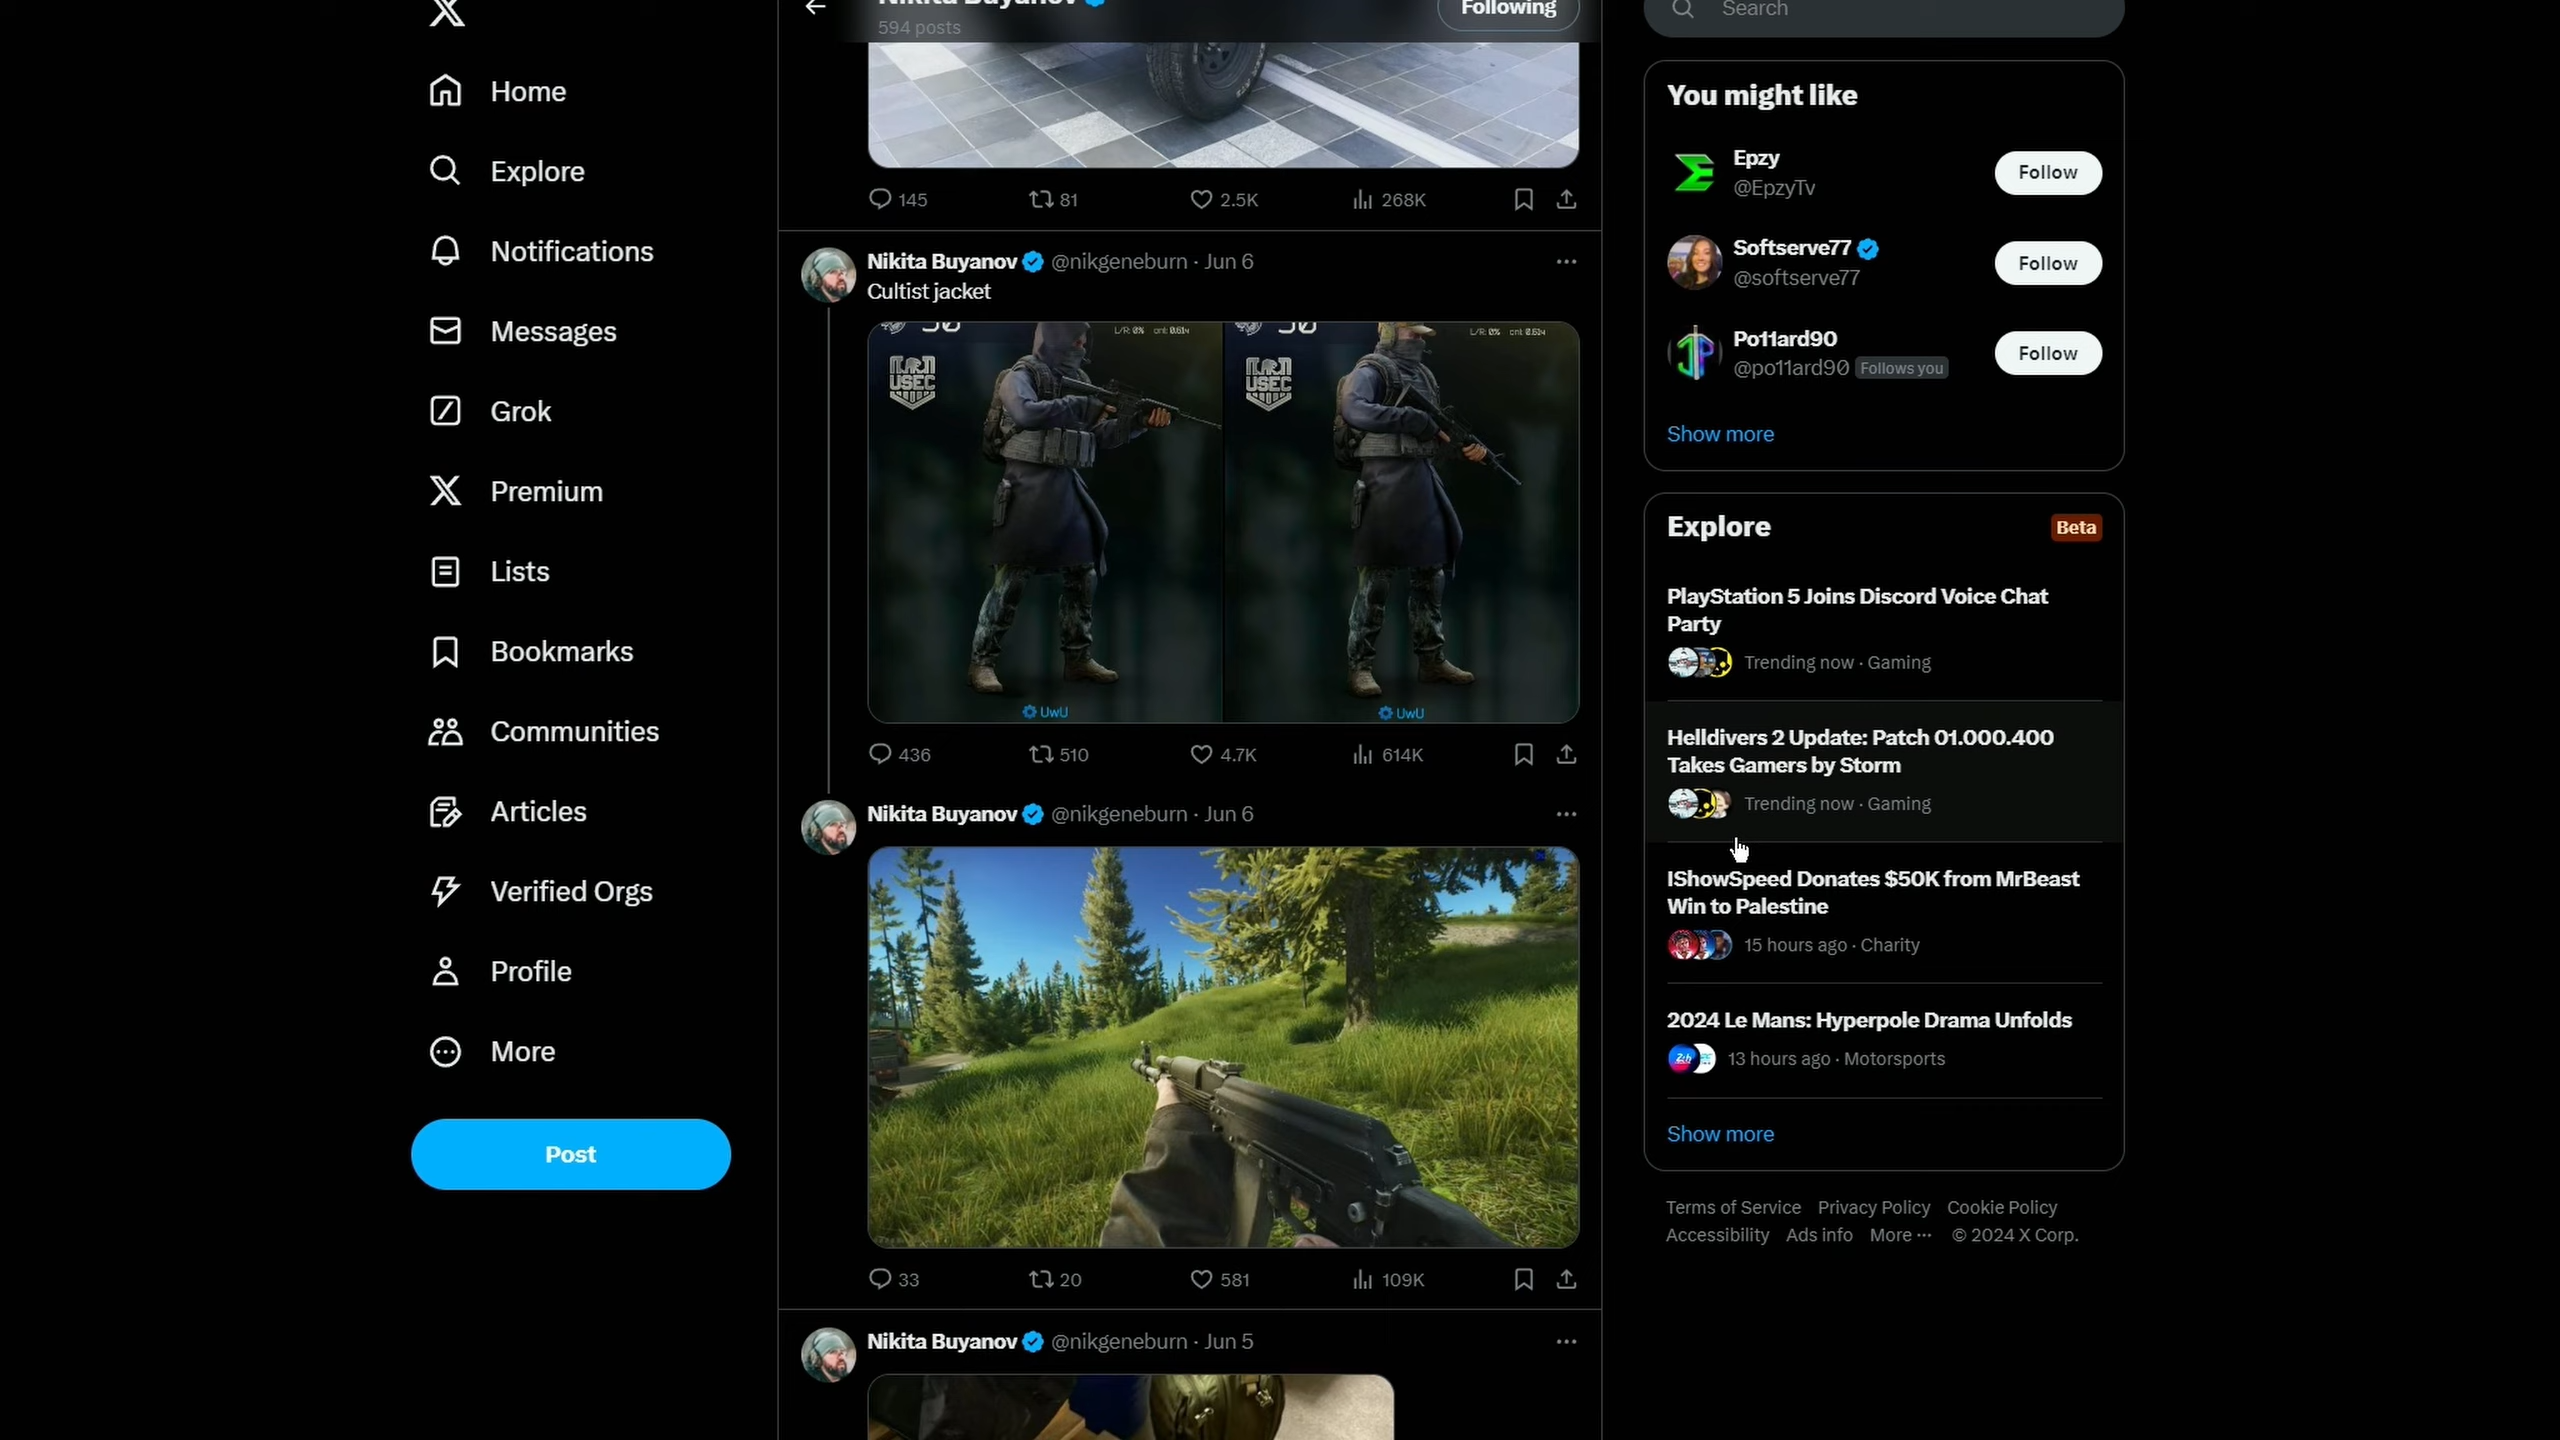 Home
Explore
Notifications
Messages
Grok
Premium
Lists
Bookmarks
Communities
Articles
Verified Orgs
Profile
More
Post
Nikita Buyanov
594 posts
Following
145 81 2.5K 268K
Nikita Buyanov @nikgeneburn · Jun 6
Cultist jacket
L/R: 0%
USEC
UwU
L/R: 0%
USEC
UwU
436 510 4.7K 614K
Nikita Buyanov @nikgeneburn · Jun 6
33 20 581 109K
Nikita Buyanov @nikgeneburn · Jun 5
Search
You might like
Epzy
@EpzyTv
Follow
Softserve77
@softserve77
Follow
Po11ard90
@po11ard90 Follows you
Follow
Show more
Explore Beta
PlayStation 5 Joins Discord Voice Chat
Party
Trending now · Gaming
Helldivers 2 Update: Patch 01.000.400
Takes Gamers by Storm
Trending now · Gaming
IShowSpeed Donates $50K from MrBeast
Win to Palestine
15 hours ago · Charity
2024 Le Mans: Hyperpole Drama Unfolds
13 hours ago · Motorsports
Show more
Terms of Service Privacy Policy Cookie Policy
Accessibility Ads info More ··· © 2024 X Corp.